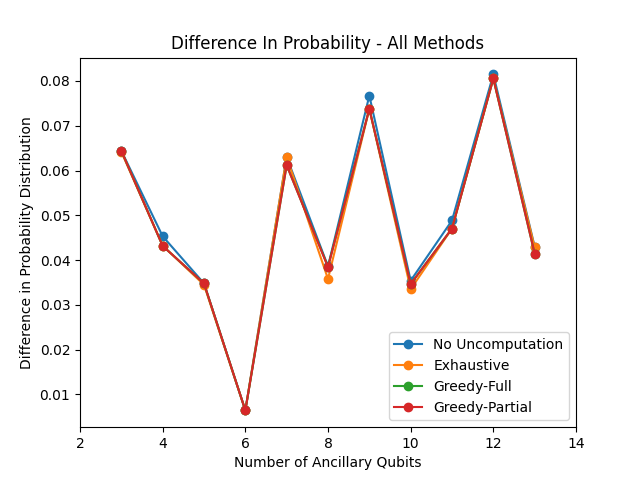 Difference In Probability - All Methods
Difference in Probability Distribution
0.08
0.07
0.06
0.05
0.04
0.03
0.02
0.01
No Uncomputation
Exhaustive
Greedy-Full
Greedy-Partial
2 4 6 8 10 12 14
Number of Ancillary Qubits